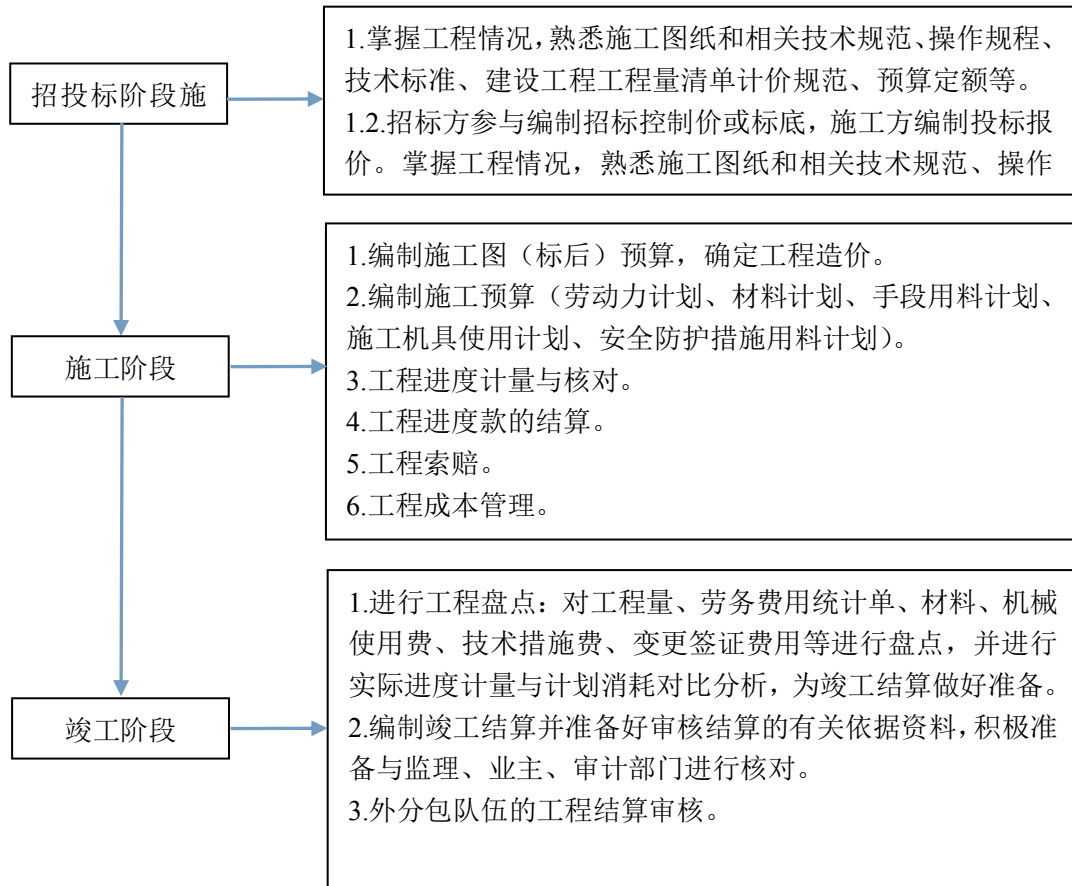 招投标阶段施
1.掌握工程情况，熟悉施工图纸和相关技术规范、操作规程、
技术标准、建设工程工程量清单计价规范、预算定额等。
1.2.招标方参与编制招标控制价或标底，施工方编制投标报
价。掌握工程情况，熟悉施工图纸和相关技术规范、操作
施工阶段
1.编制施工图（标后）预算，确定工程造价。
2.编制施工预算（劳动力计划、材料计划、手段用料计划、
施工机具使用计划、安全防护措施用料计划）。
3.工程进度计量与核对。
4.工程进度款的结算。
5.工程索赔。
6.工程成本管理。
竣工阶段
1.进行工程盘点：对工程量、劳务费用统计单、材料、机械
使用费、技术措施费、变更签证费用等进行盘点，并进行
实际进度计量与计划消耗对比分析，为竣工结算做好准备。
2.编制竣工结算并准备好审核结算的有关依据资料，积极准
备与监理、业主、审计部门进行核对。
3.外分包队伍的工程结算审核。